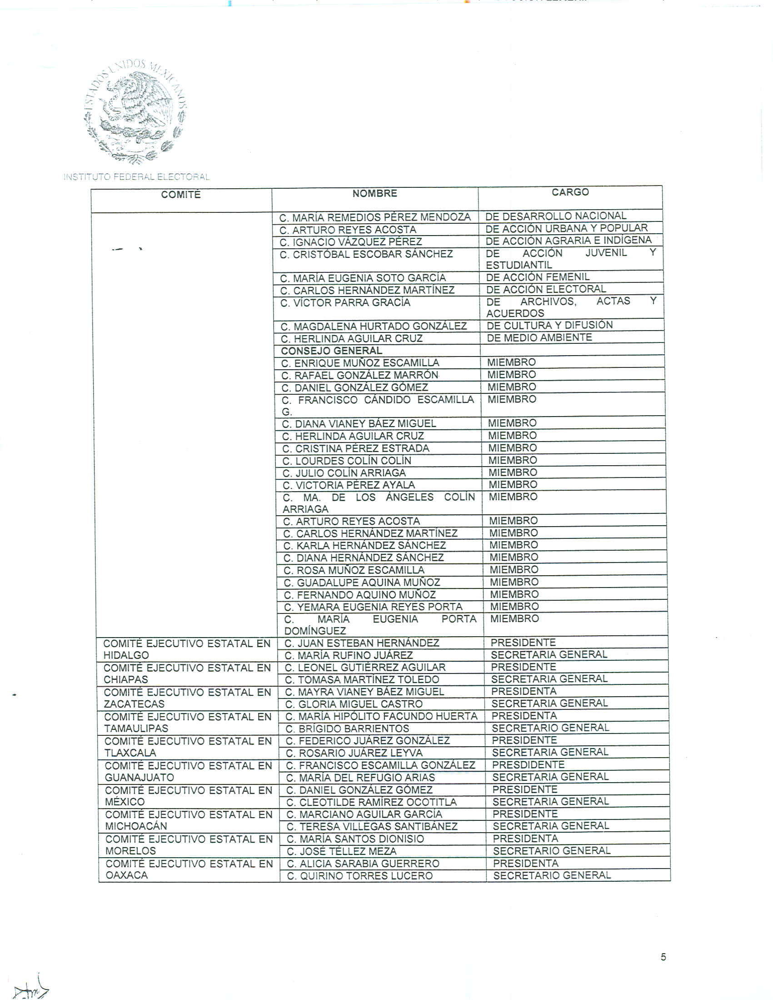 ESTADOS UNIDOS MEXICANOS
INSTITUTO FEDERAL ELECTORAL
COMITÉ NOMBRE CARGO
C. MARÍA REMEDIOS PÉREZ MENDOZA DE DESARROLLO NACIONAL
C. ARTURO REYES ACOSTA DE ACCIÓN URBANA Y POPULAR
C. IGNACIO VÁZQUEZ PÉREZ DE ACCIÓN AGRARIA E INDÍGENA
C. CRISTÓBAL ESCOBAR SÁNCHEZ DE ACCIÓN JUVENIL Y
ESTUDIANTIL
C. MARÍA EUGENIA SOTO GARCÍA DE ACCIÓN FEMENIL
C. CARLOS HERNÁNDEZ MARTÍNEZ DE ACCIÓN ELECTORAL
C. VÍCTOR PARRA GRACÍA DE ARCHIVOS, ACTAS Y
ACUERDOS
C. MAGDALENA HURTADO GONZÁLEZ DE CULTURA Y DIFUSIÓN
C. HERLINDA AGUILAR CRUZ DE MEDIO AMBIENTE
CONSEJO GENERAL
C. ENRIQUE MUÑOZ ESCAMILLA MIEMBRO
C. RAFAEL GONZÁLEZ MARRÓN MIEMBRO
C. DANIEL GONZÁLEZ GÓMEZ MIEMBRO
C. FRANCISCO CÁNDIDO ESCAMILLA MIEMBRO
G.
C. DIANA VIANEY BÁEZ MIGUEL MIEMBRO
C. HERLINDA AGUILAR CRUZ MIEMBRO
C. CRISTINA PÉREZ ESTRADA MIEMBRO
C. LOURDES COLÍN COLÍN MIEMBRO
C. JULIO COLÍN ARRIAGA MIEMBRO
C. VICTORIA PÉREZ AYALA MIEMBRO
C. MA. DE LOS ÁNGELES COLÍN MIEMBRO
ARRIAGA
C. ARTURO REYES ACOSTA MIEMBRO
C. CARLOS HERNÁNDEZ MARTÍNEZ MIEMBRO
C. KARLA HERNÁNDEZ SÁNCHEZ MIEMBRO
C. DIANA HERNÁNDEZ SÁNCHEZ MIEMBRO
C. ROSA MUÑOZ ESCAMILLA MIEMBRO
C. GUADALUPE AQUINA MUÑOZ MIEMBRO
C. FERNANDO AQUINO MUÑOZ MIEMBRO
C. YEMARA EUGENIA REYES PORTA MIEMBRO
C. MARÍA EUGENIA PORTA MIEMBRO
DOMÍNGUEZ
COMITÉ EJECUTIVO ESTATAL EN C. JUAN ESTEBAN HERNÁNDEZ PRESIDENTE
HIDALGO C. MARÍA RUFINO JUÁREZ SECRETARIA GENERAL
COMITÉ EJECUTIVO ESTATAL EN C. LEONEL GUTIÉRREZ AGUILAR PRESIDENTE
CHIAPAS C. TOMASA MARTÍNEZ TOLEDO SECRETARIA GENERAL
COMITÉ EJECUTIVO ESTATAL EN C. MAYRA VIANEY BÁEZ MIGUEL PRESIDENTA
ZACATECAS C. GLORIA MIGUEL CASTRO SECRETARIA GENERAL
COMITÉ EJECUTIVO ESTATAL EN C. MARÍA HIPÓLITO FACUNDO HUERTA PRESIDENTA
TAMAULIPAS C. BRÍGIDO BARRIENTOS SECRETARIO GENERAL
COMITÉ EJECUTIVO ESTATAL EN C. FEDERICO JUÁREZ GONZÁLEZ PRESIDENTE
TLAXCALA C. ROSARIO JUÁREZ LEYVA SECRETARIA GENERAL
COMITÉ EJECUTIVO ESTATAL EN C. FRANCISCO ESCAMILLA GONZÁLEZ PRESDIDENTE
GUANAJUATO C. MARÍA DEL REFUGIO ARIAS SECRETARIA GENERAL
COMITÉ EJECUTIVO ESTATAL EN C. DANIEL GONZÁLEZ GÓMEZ PRESIDENTE
MÉXICO C. CLEOTILDE RAMÍREZ OCOTITLA SECRETARIA GENERAL
COMITÉ EJECUTIVO ESTATAL EN C. MARCIANO AGUILAR GARCÍA PRESIDENTE
MICHOACÁN C. TERESA VILLEGAS SANTIBÁNEZ SECRETARIA GENERAL
COMITÉ EJECUTIVO ESTATAL EN C. MARÍA SANTOS DIONISIO PRESIDENTA
MORELOS C. JOSÉ TÉLLEZ MEZA SECRETARIO GENERAL
COMITÉ EJECUTIVO ESTATAL EN C. ALICIA SARABIA GUERRERO PRESIDENTA
OAXACA C. QUIRINO TORRES LUCERO SECRETARIO GENERAL
5